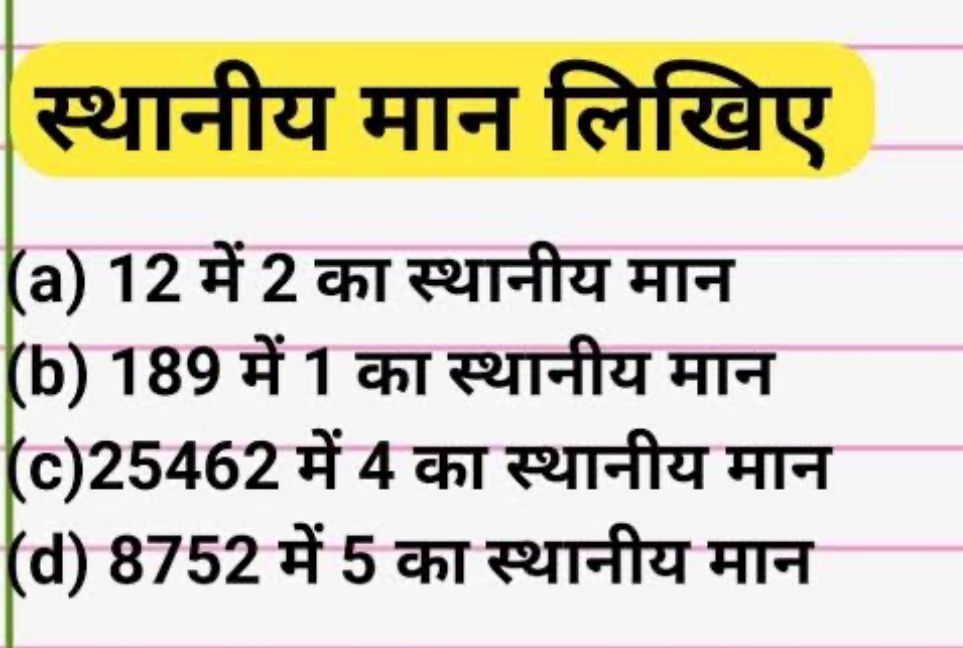 स्थानीय मान लिखिए
(a) 12 में 2 का स्थानीय मान
(b) 189 में 1 का स्थानीय मान
(c)25462 में 4 का स्थानीय मान
(d) 8752 में 5 का स्थानीय मान